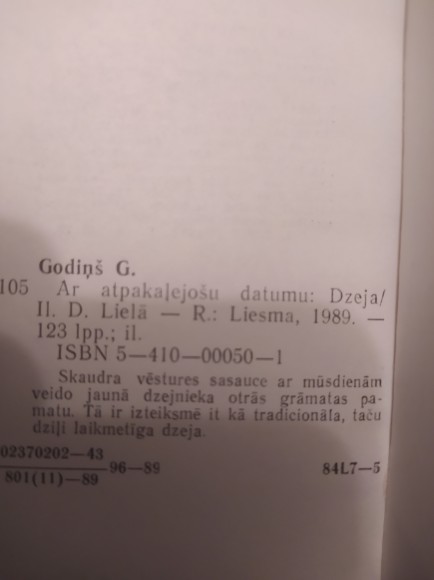 Godiņš G.
105 Ar atpakaļejošu datumu: Dzeja/
Il. D. Lielā — R.: Liesma, 1989. —
123 lpp.; il.
ISBN 5—410—00050—1
Skaudra vēstures sasauce ar mūsdienām
veido jaunā dzejnieka otrās grāmatas pa-
matu. Tā ir izteiksmē it kā tradicionāla, taču
dziļi laikmetīga dzeja.
02370202—43
801(11)—89
96—89
84L7—5